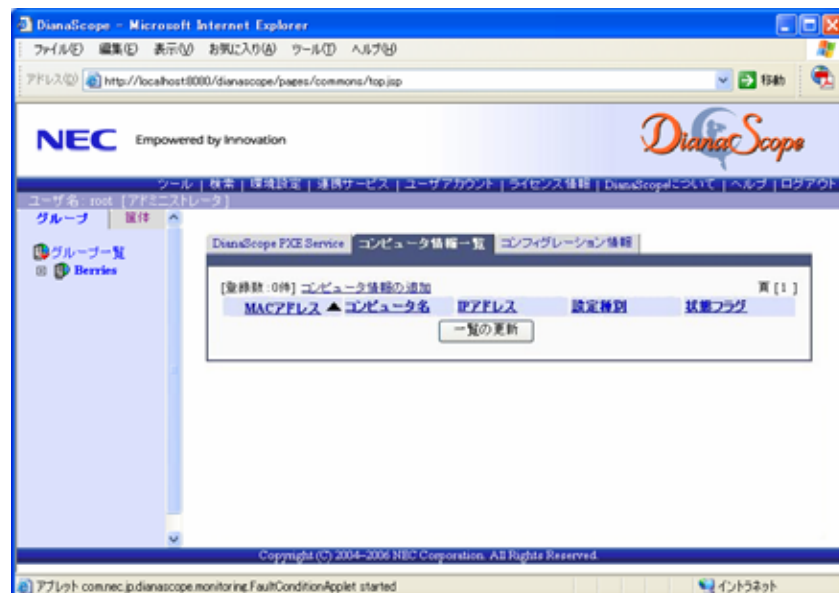 DianaScope - Microsoft Internet Explorer
ファイル(F) 編集(E) 表示(V) お気に入り(A) ツール(T) ヘルプ(H)
アドレス(D) http://localhost:8080/dianascope/pages/commons/top.jsp 移動
NEC Empowered by Innovation DianaScope
ツール | 検索 | 環境設定 | 連携サービス | ユーザアカウント | ライセンス情報 | DianaScopeについて | ヘルプ | ログアウト
ユーザ名 : root [アドミニストレータ]
グループ 筐体
グループ一覧
Berries
DianaScope PXE Service コンピュータ情報一覧 コンフィグレーション情報
[登録数 : 0件] コンピュータ情報の追加 頁 [1 ]
MACアドレス ▲ コンピュータ名 IPアドレス 設定種別 状態フラグ
一覧の更新
Copyright (C) 2004-2006 NEC Corporation. All Rights Reserved.
アプレット com.nec.jp.dianascope.monitoring.FaultConditionApplet started イントラネット